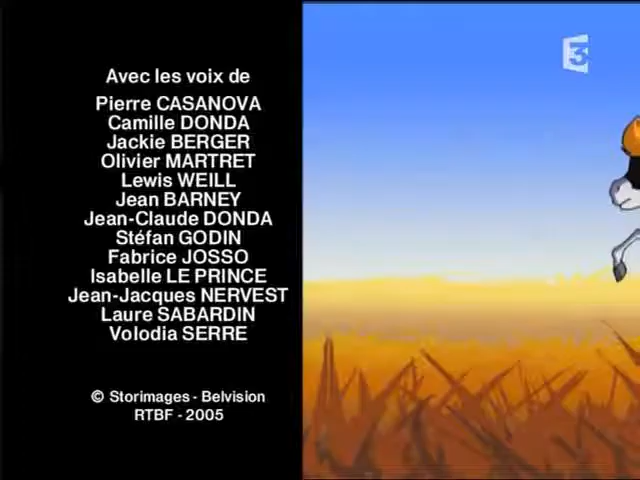 Avec les voix de
Pierre CASANOVA
Camille DONDA
Jackie BERGER
Olivier MARTRET
Lewis WEILL
Jean BARNEY
Jean-Claude DONDA
Stéfan GODIN
Fabrice JOSSO
Isabelle LE PRINCE
Jean-Jacques NERVEST
Laure SABARDIN
Volodia SERRE
© Storimages - Belvision
RTBF - 2005
3